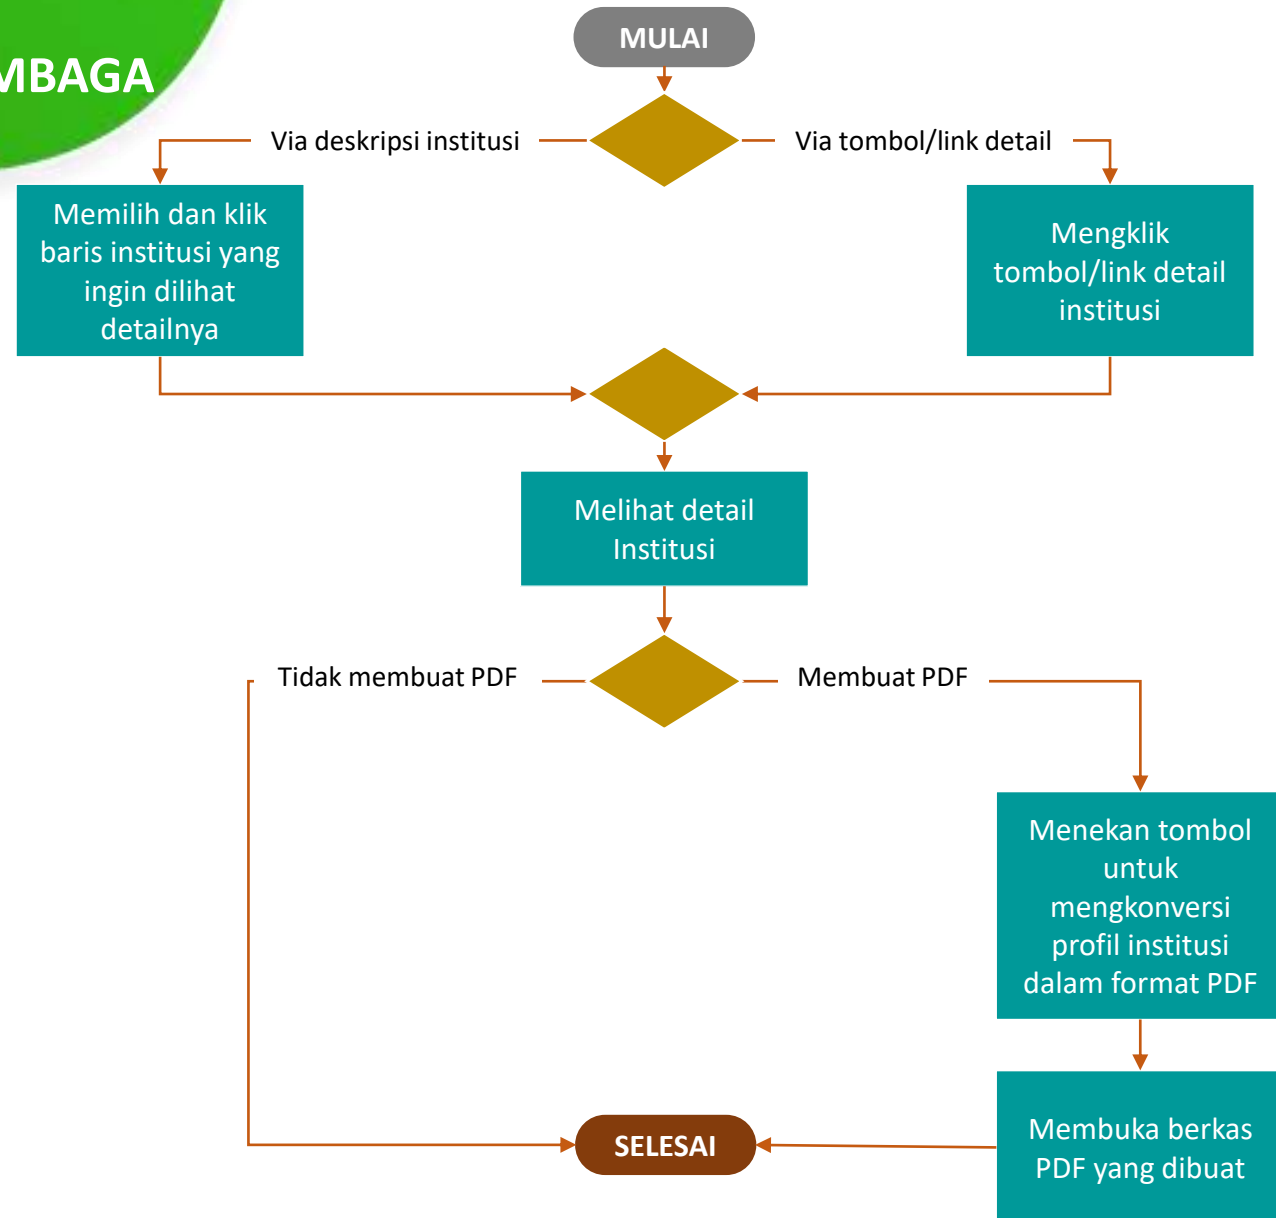 MBAGA
MULAI
Via deskripsi institusi
Via tombol/link detail
Memilih dan klik
baris institusi yang
ingin dilihat
detailnya
Mengklik
tombol/link detail
institusi
Melihat detail
Institusi
Tidak membuat PDF
Membuat PDF
Menekan tombol
untuk
mengkonversi
profil institusi
dalam format PDF
Membuka berkas
PDF yang dibuat
SELESAI